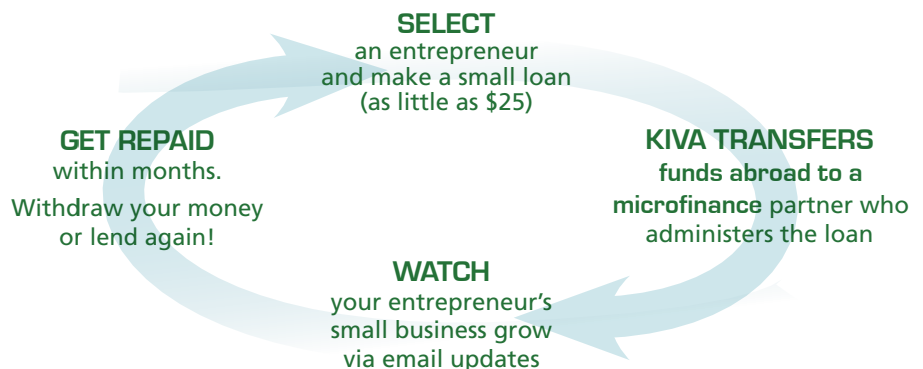 SELECT
an entrepreneur
and make a small loan
(as little as $25)
KIVA TRANSFERS
funds abroad to a
microfinance partner who
administers the loan
WATCH
your entrepreneur's
small business grow
via email updates
GET REPAID
within months.
Withdraw your money
or lend again!